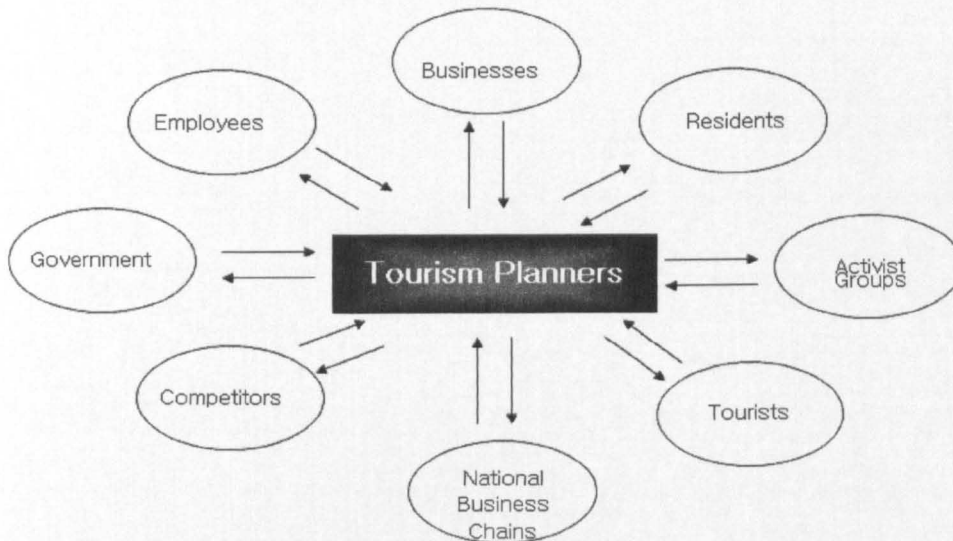 Businesses
Employees
Residents
Government
Tourism Planners
Activist
Groups
Competitors
Tourists
National
Business
Chains